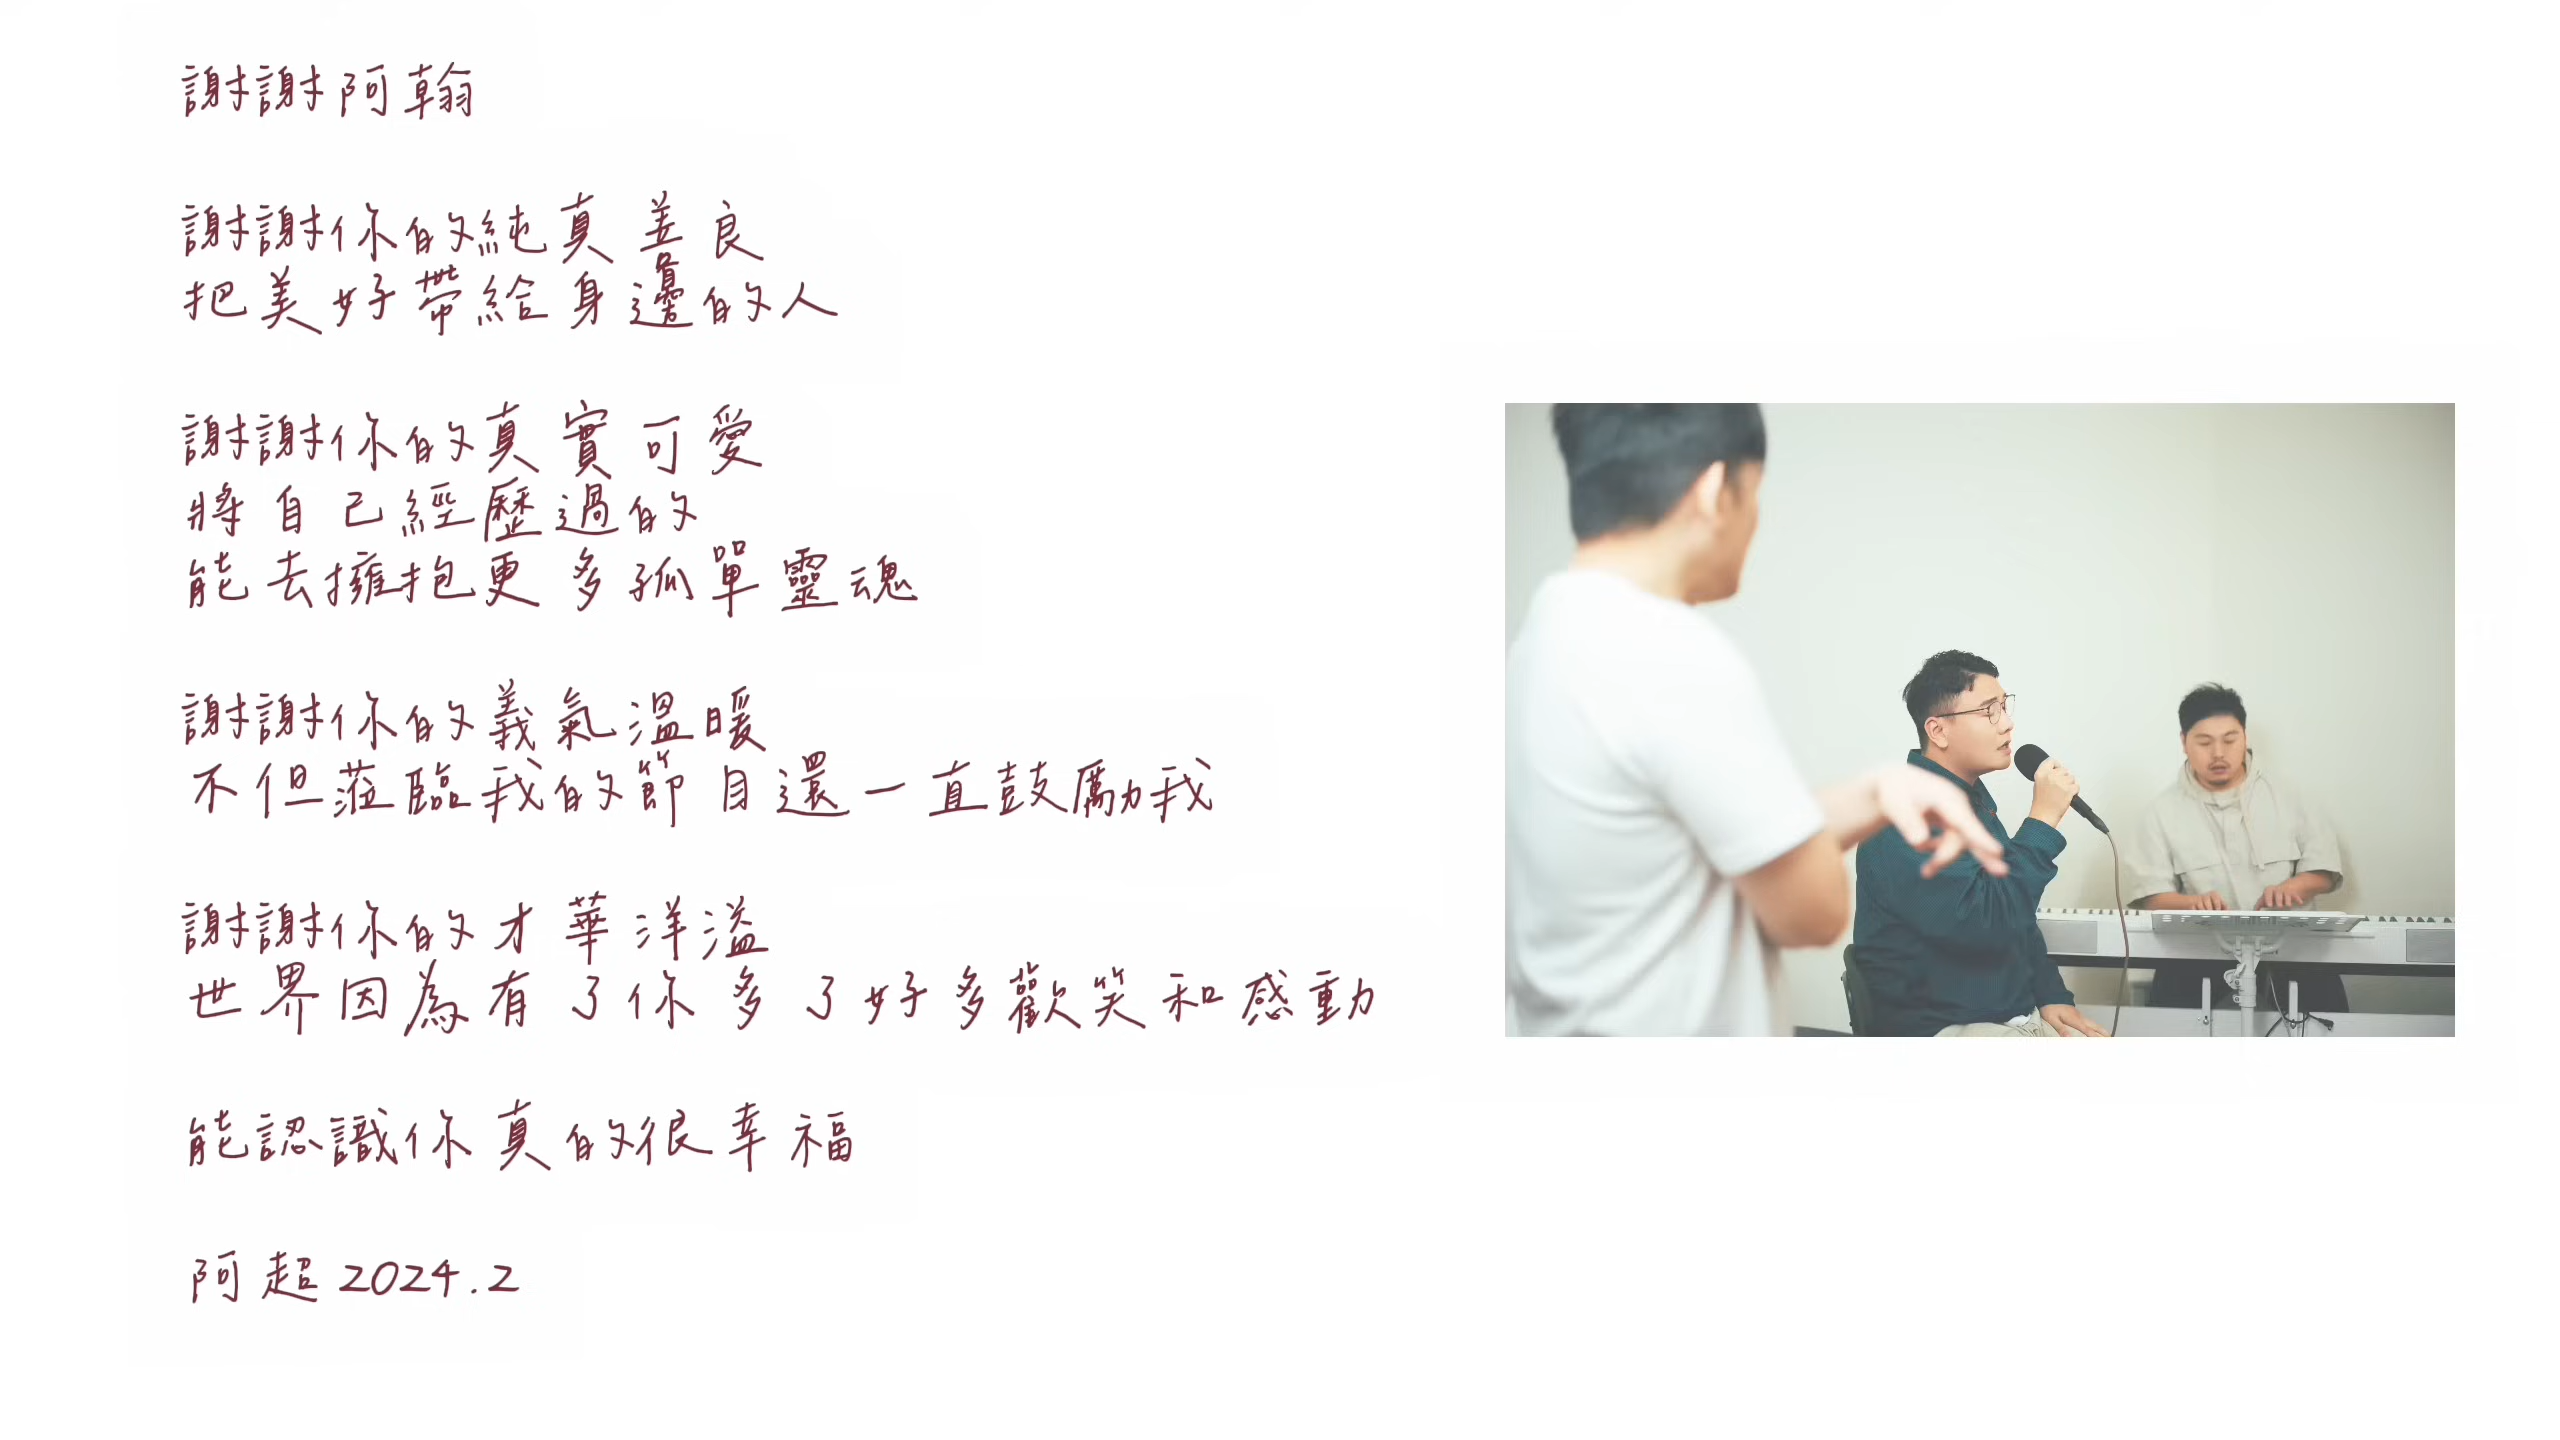 謝謝阿翰
謝謝你的純真善良
把美好帶給身邊的人
謝謝你的真實可愛
將自己經歷過的
能去擁抱更多孤單靈魂
謝謝你的義氣溫暖
不但蒞臨我的節目還一直鼓勵我
謝謝你的才華洋溢
世界因為有了你多了好多歡笑和感動
能認識你真的很幸福
阿超2024.2